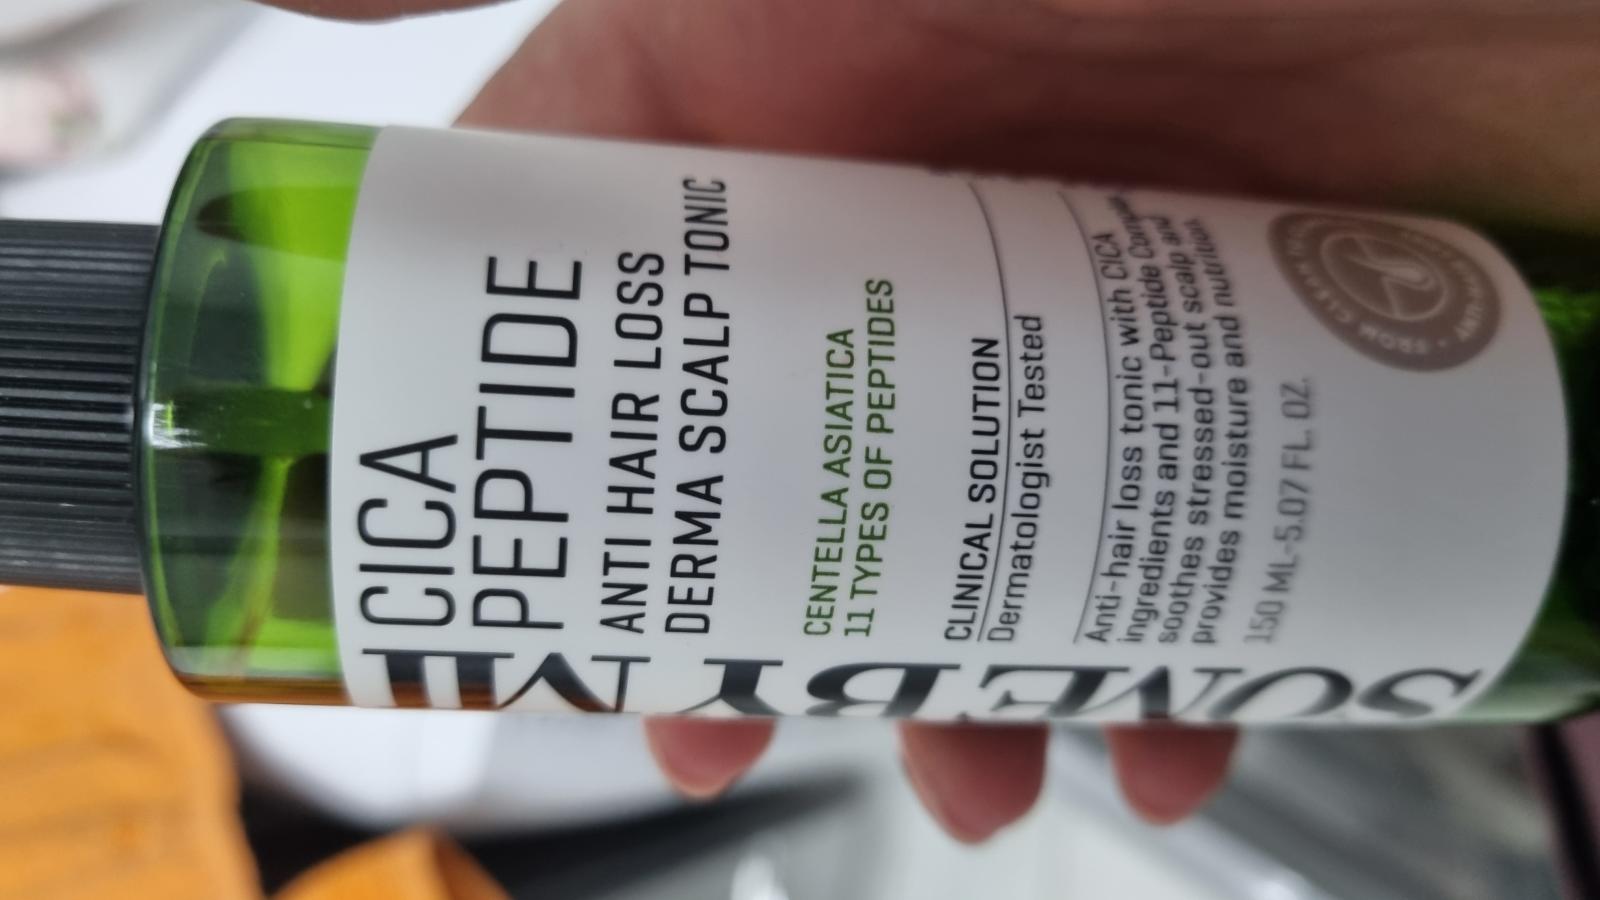 CICA
PEPTIDE
ANTI HAIR LOSS
DERMA SCALP TONIC
CENTELLA ASIATICA
11 TYPES OF PEPTIDES
CLINICAL SOLUTION
Dermatologist Tested
Anti-hair loss tonic with CICA
ingredients and 11-Peptide
soothes stressed-out scalp and
provides moisture and nutrition
150 ML-5.07 FL. OZ.
SOME BY ME